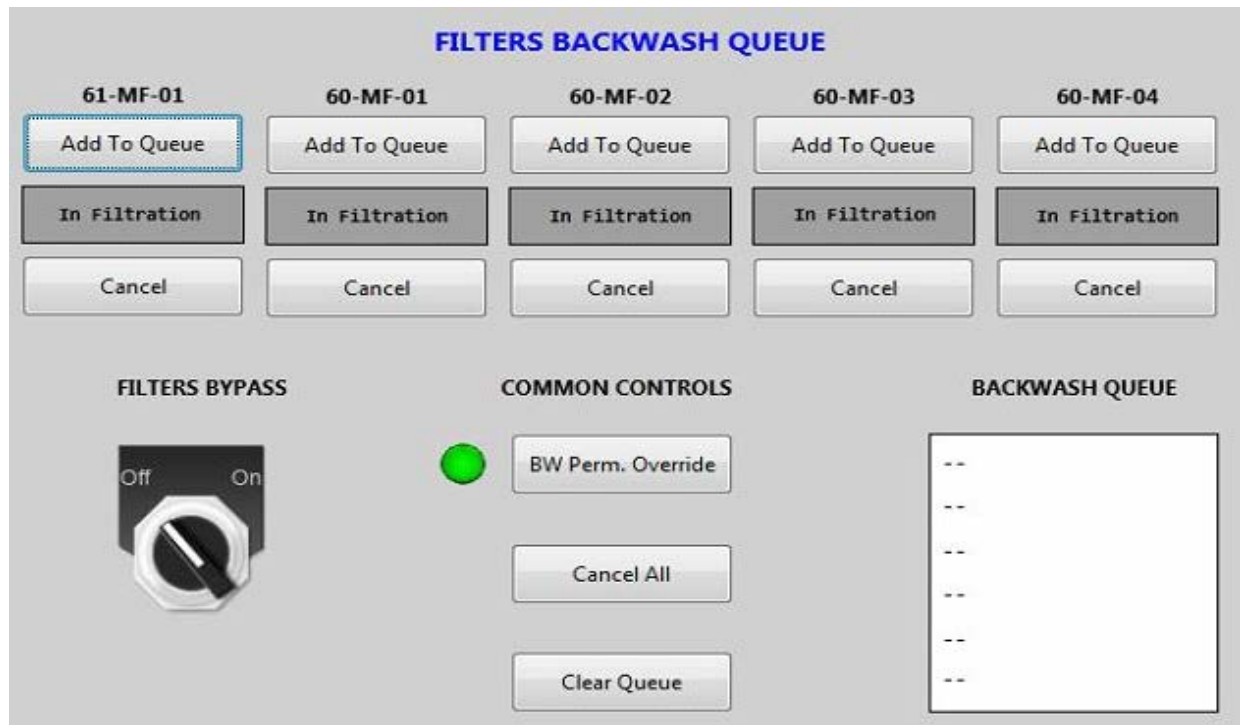 FILTERS BACKWASH QUEUE
61-MF-01 60-MF-01 60-MF-02 60-MF-03 60-MF-04
Add To Queue Add To Queue Add To Queue Add To Queue Add To Queue
In Filtration In Filtration In Filtration In Filtration In Filtration
Cancel Cancel Cancel Cancel Cancel
FILTERS BYPASS COMMON CONTROLS BACKWASH QUEUE
Off On
BW Perm. Override
Cancel All
Clear Queue
--
--
--
--
--
--